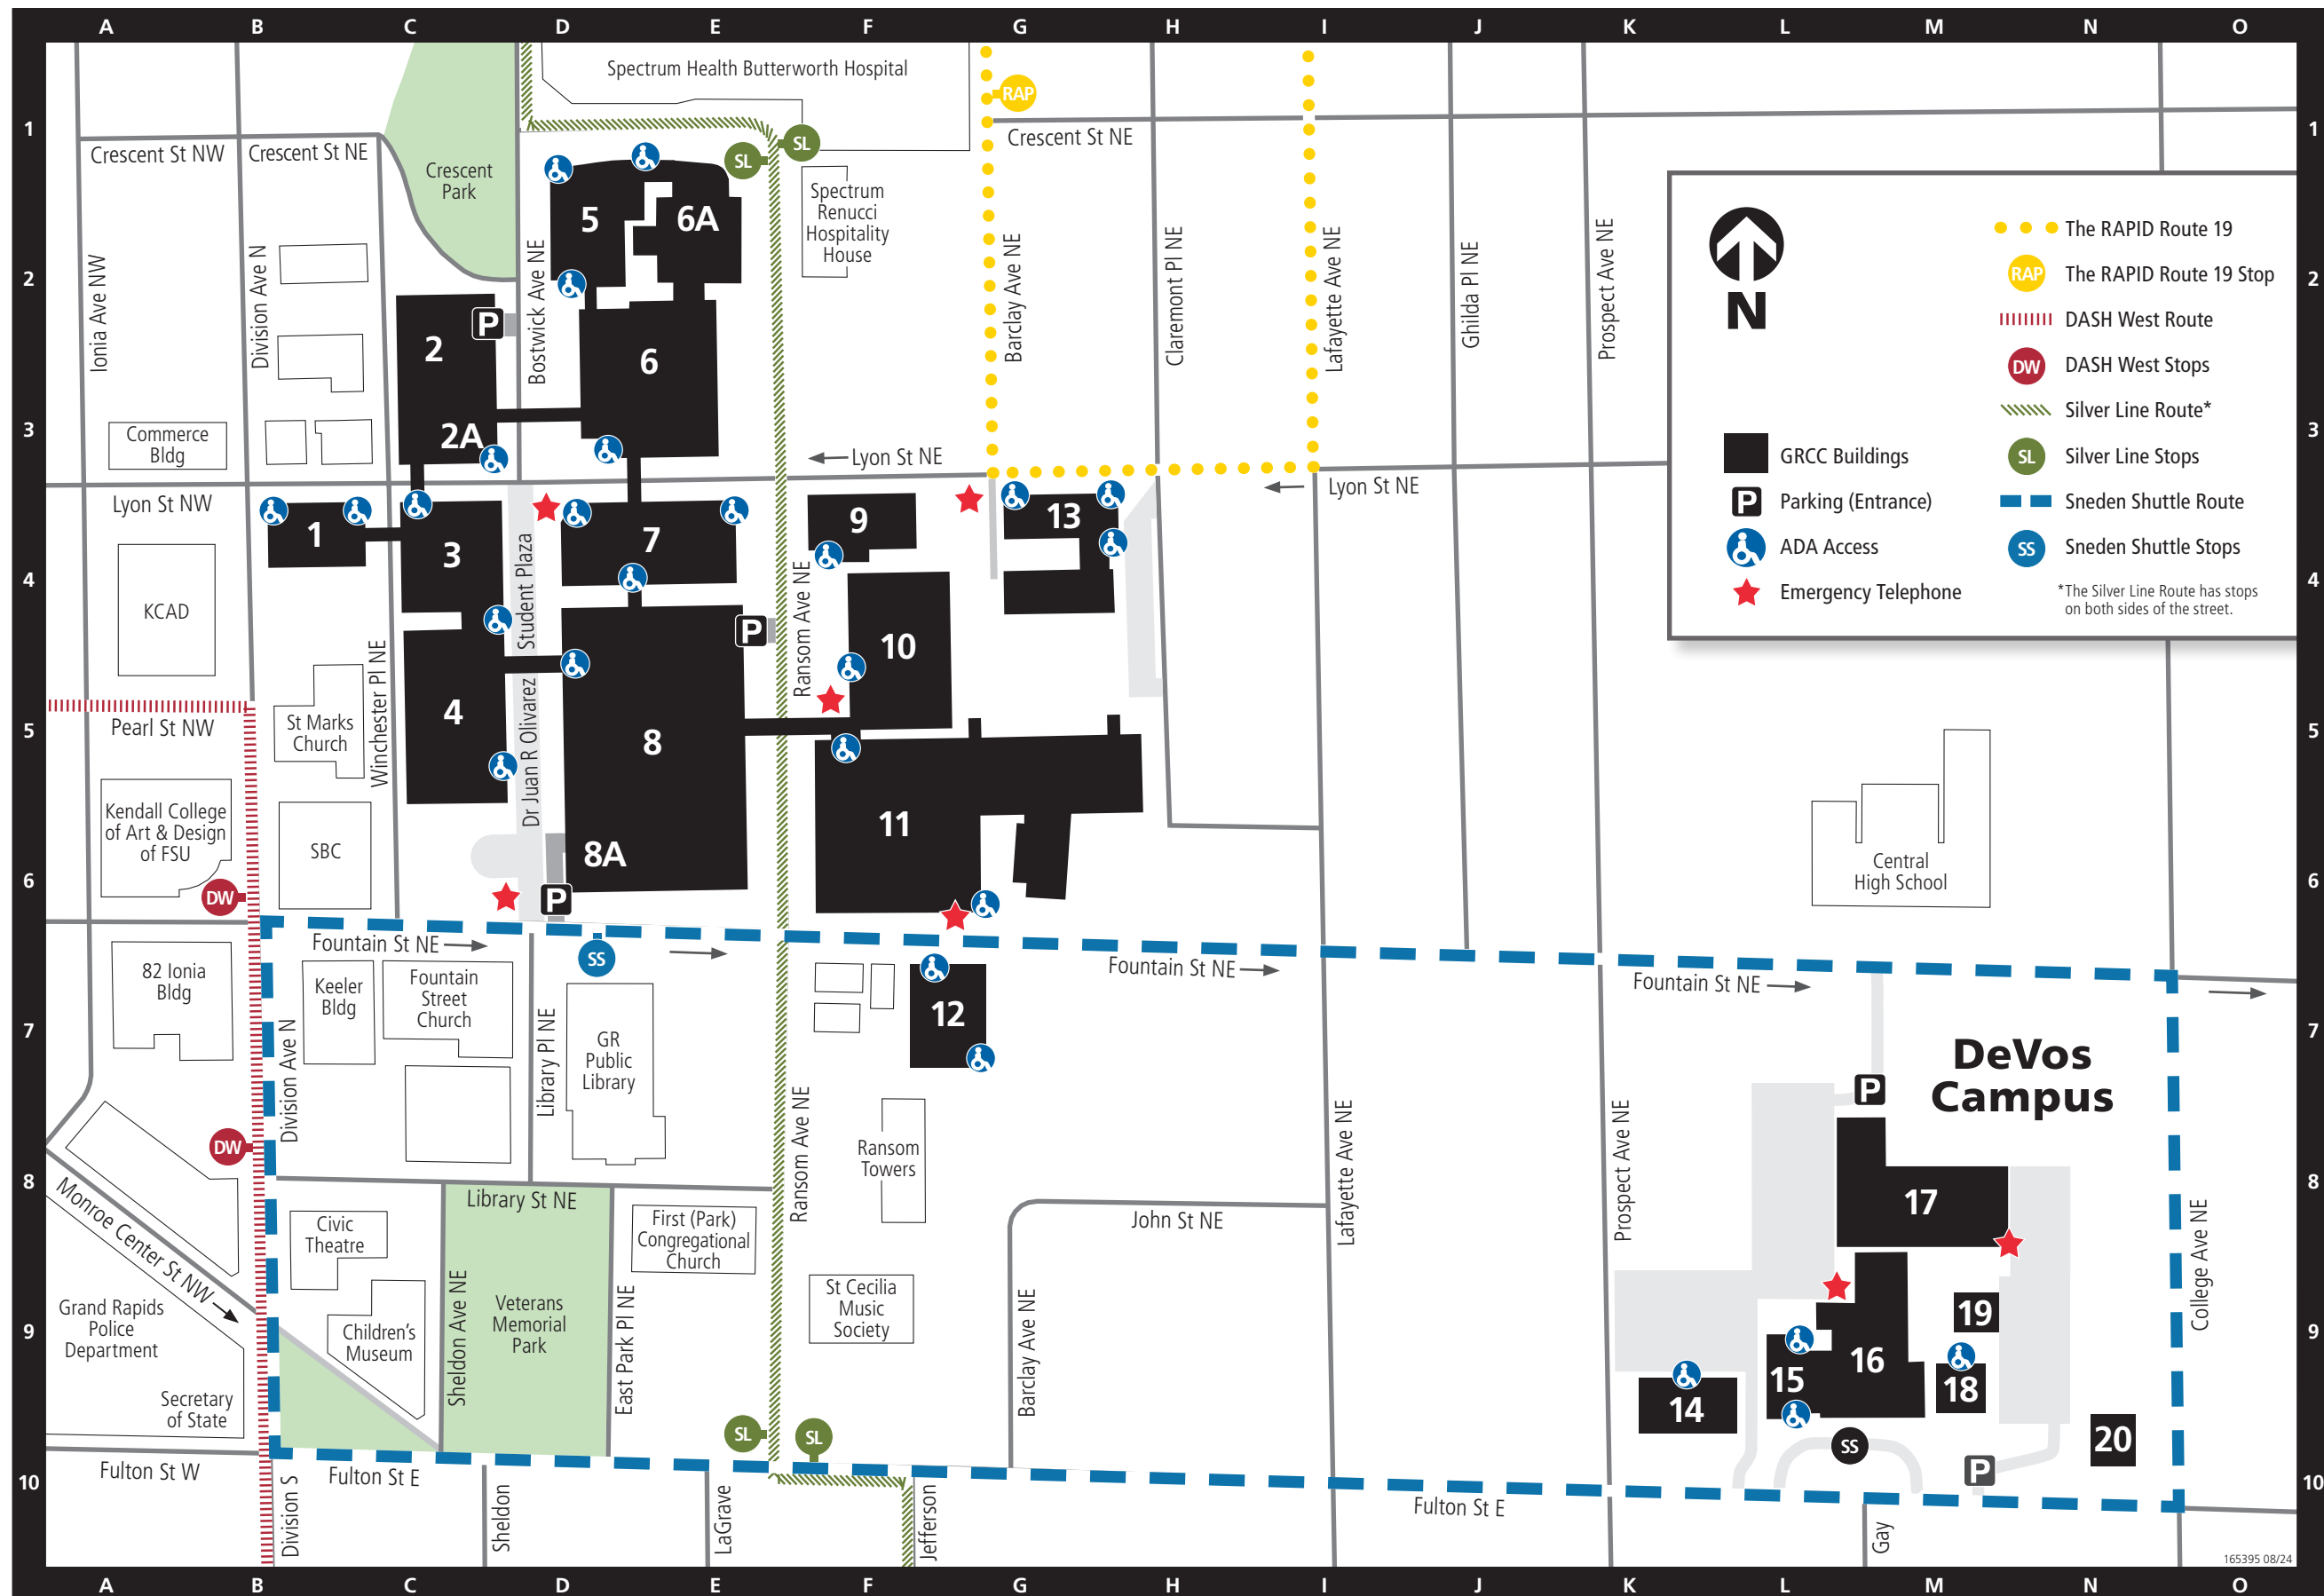 A B C D E F G H I J K L M N O
Spectrum Health Butterworth Hospital
RAP
1
1
Crescent St NW
Crescent St NE
Crescent
Park
SL
SL
Crescent St NE
5
6A
Spectrum
Renucci
Hospitality
House
Ionia Ave NW
Division Ave N
Bostwick Ave NE
Barclay Ave NE
Claremont Pl NE
Lafayette Ave NE
Ghilda Pl NE
Prospect Ave NE
N
The RAPID Route 19
RAP The RAPID Route 19 Stop
DASH West Route
DW DASH West Stops
Silver Line Route*
GRCC Buildings
SL Silver Line Stops
P Parking (Entrance)
Sneden Shuttle Route
ADA Access
SS Sneden Shuttle Stops
Emergency Telephone
*The Silver Line Route has stops
on both sides of the street.
2
2
2
P
6
3
3
2A
Commerce
Bldg
Lyon St NE
Lyon St NW
Lyon St NE
1
3
7
9
13
4
4
KCAD
Student Plaza
Ransom Ave NE
P
10
Winchester Pl NE
Dr Juan R Olivarez
4
8
5
5
Pearl St NW
St Marks
Church
Kendall College
of Art & Design
of FSU
SBC
8A
11
Central
High School
6
6
DW
P
Fountain St NE
SS
Fountain St NE
Fountain St NE
82 Ionia
Bldg
Keeler
Bldg
Fountain
Street
Church
Library Pl NE
GR
Public
Library
12
7
7
DeVos
Campus
P
Division Ave N
Ransom Ave NE
Lafayette Ave NE
Prospect Ave NE
College Ave NE
DW
Ransom
Towers
8
8
Monroe Center St NW
Library St NE
Civic
Theatre
First (Park)
Congregational
Church
John St NE
17
Sheldon Ave NE
Veterans
Memorial
Park
East Park Pl NE
St Cecilia
Music
Society
Barclay Ave NE
Grand Rapids
Police
Department
Children's
Museum
9
9
19
16
15
18
14
Secretary
of State
SL
SL
SS
20
P
Fulton St W
Fulton St E
10
10
Fulton St E
Division S
Sheldon
LaGrave
Jefferson
Gay
165395 08/24
A B C D E F G H I J K L M N O